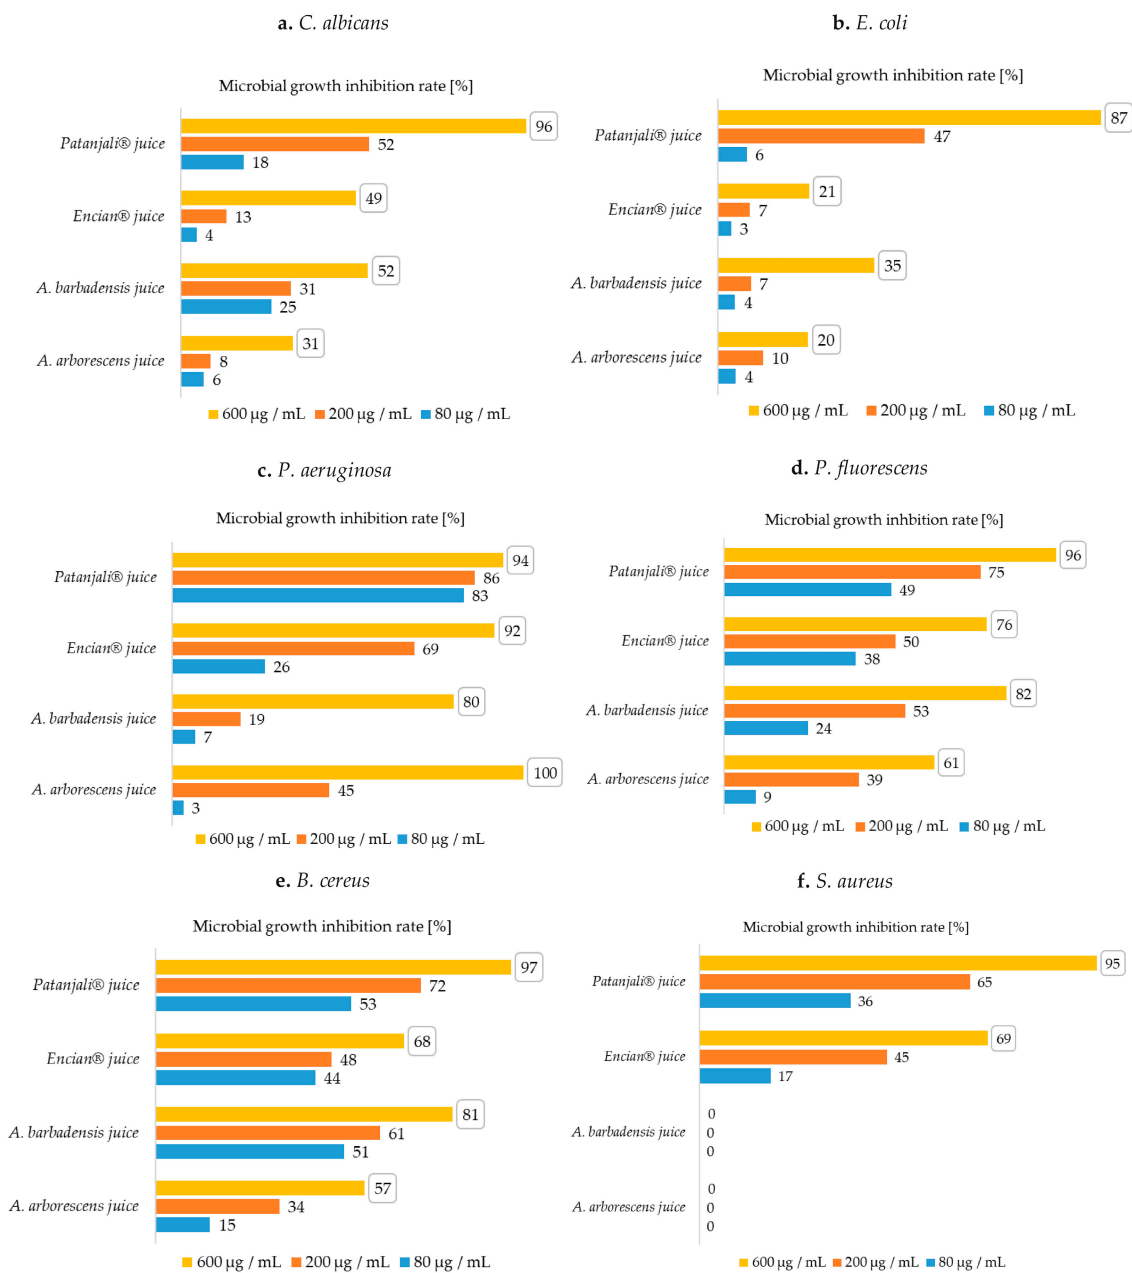 a. C. albicans
Microbial growth inhibition rate [%]
Patanjali® juice
96
52
18
Encian® juice
49
13
4
A. barbadensis juice
52
31
25
A. arborescens juice
31
8
6
600 µg / mL 200 µg / mL 80 µg / mL
b. E. coli
Microbial growth inhibition rate [%]
Patanjali® juice
87
47
6
Encian® juice
21
7
3
A. barbadensis juice
35
7
4
A. arborescens juice
20
10
4
600 µg / mL 200 µg / mL 80 µg / mL
c. P. aeruginosa
Microbial growth inhibition rate [%]
Patanjali® juice
94
86
83
Encian® juice
92
69
26
A. barbadensis juice
80
19
7
A. arborescens juice
100
45
3
600 µg / mL 200 µg / mL 80 µg / mL
d. P. fluorescens
Microbial growth inhbition rate [%]
Patanjali® juice
96
75
49
Encian® juice
76
50
38
A. barbadensis juice
82
53
24
A. arborescens juice
61
39
9
600 µg / mL 200 µg / mL 80 µg / mL
e. B. cereus
Microbial growth inhibition rate [%]
Patanjali® juice
97
72
53
Encian® juice
68
48
44
A. barbadensis juice
81
61
51
A. arborescens juice
57
34
15
600 µg / mL 200 µg / mL 80 µg / mL
f. S. aureus
Microbial growth inhibition rate [%]
Patanjali® juice
95
65
36
Encian® juice
69
45
17
A. barbadensis juice
0
0
0
A. arborescens juice
0
0
0
600 µg / mL 200 µg / mL 80 µg / mL